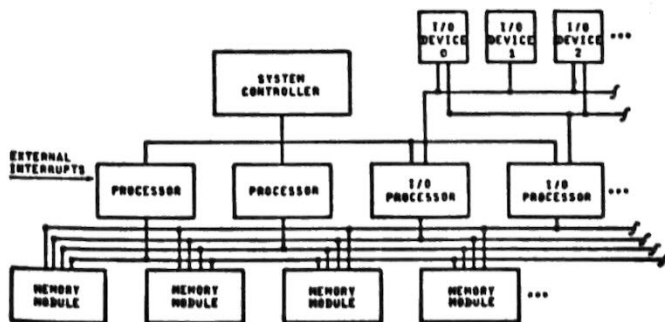 I/O
DEVICE
0
I/O
DEVICE
1
I/O
DEVICE
2
•••
SYSTEM
CONTROLLER
EXTERNAL
INTERRUPTS
PROCESSOR
PROCESSOR
I/O
PROCESSOR
I/O
PROCESSOR
•••
MEMORY
MODULE
MEMORY
MODULE
MEMORY
MODULE
MEMORY
MODULE
•••